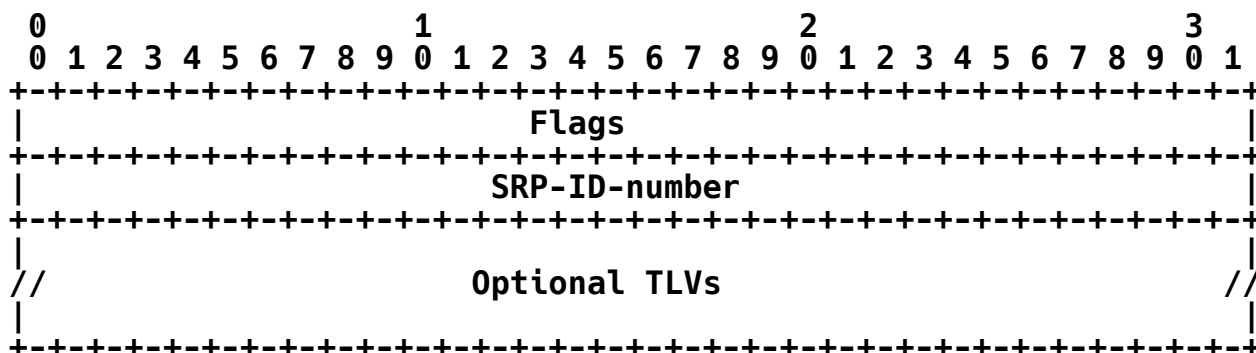 0                   1                   2                   3
 0 1 2 3 4 5 6 7 8 9 0 1 2 3 4 5 6 7 8 9 0 1 2 3 4 5 6 7 8 9 0 1
+-+-+-+-+-+-+-+-+-+-+-+-+-+-+-+-+-+-+-+-+-+-+-+-+-+-+-+-+-+-+-+-+
|                          Flags                                |
+-+-+-+-+-+-+-+-+-+-+-+-+-+-+-+-+-+-+-+-+-+-+-+-+-+-+-+-+-+-+-+-+
|                        SRP-ID-number                          |
+-+-+-+-+-+-+-+-+-+-+-+-+-+-+-+-+-+-+-+-+-+-+-+-+-+-+-+-+-+-+-+-+
|                                                               |
//                      Optional TLVs                          //
|                                                               |
+-+-+-+-+-+-+-+-+-+-+-+-+-+-+-+-+-+-+-+-+-+-+-+-+-+-+-+-+-+-+-+-+